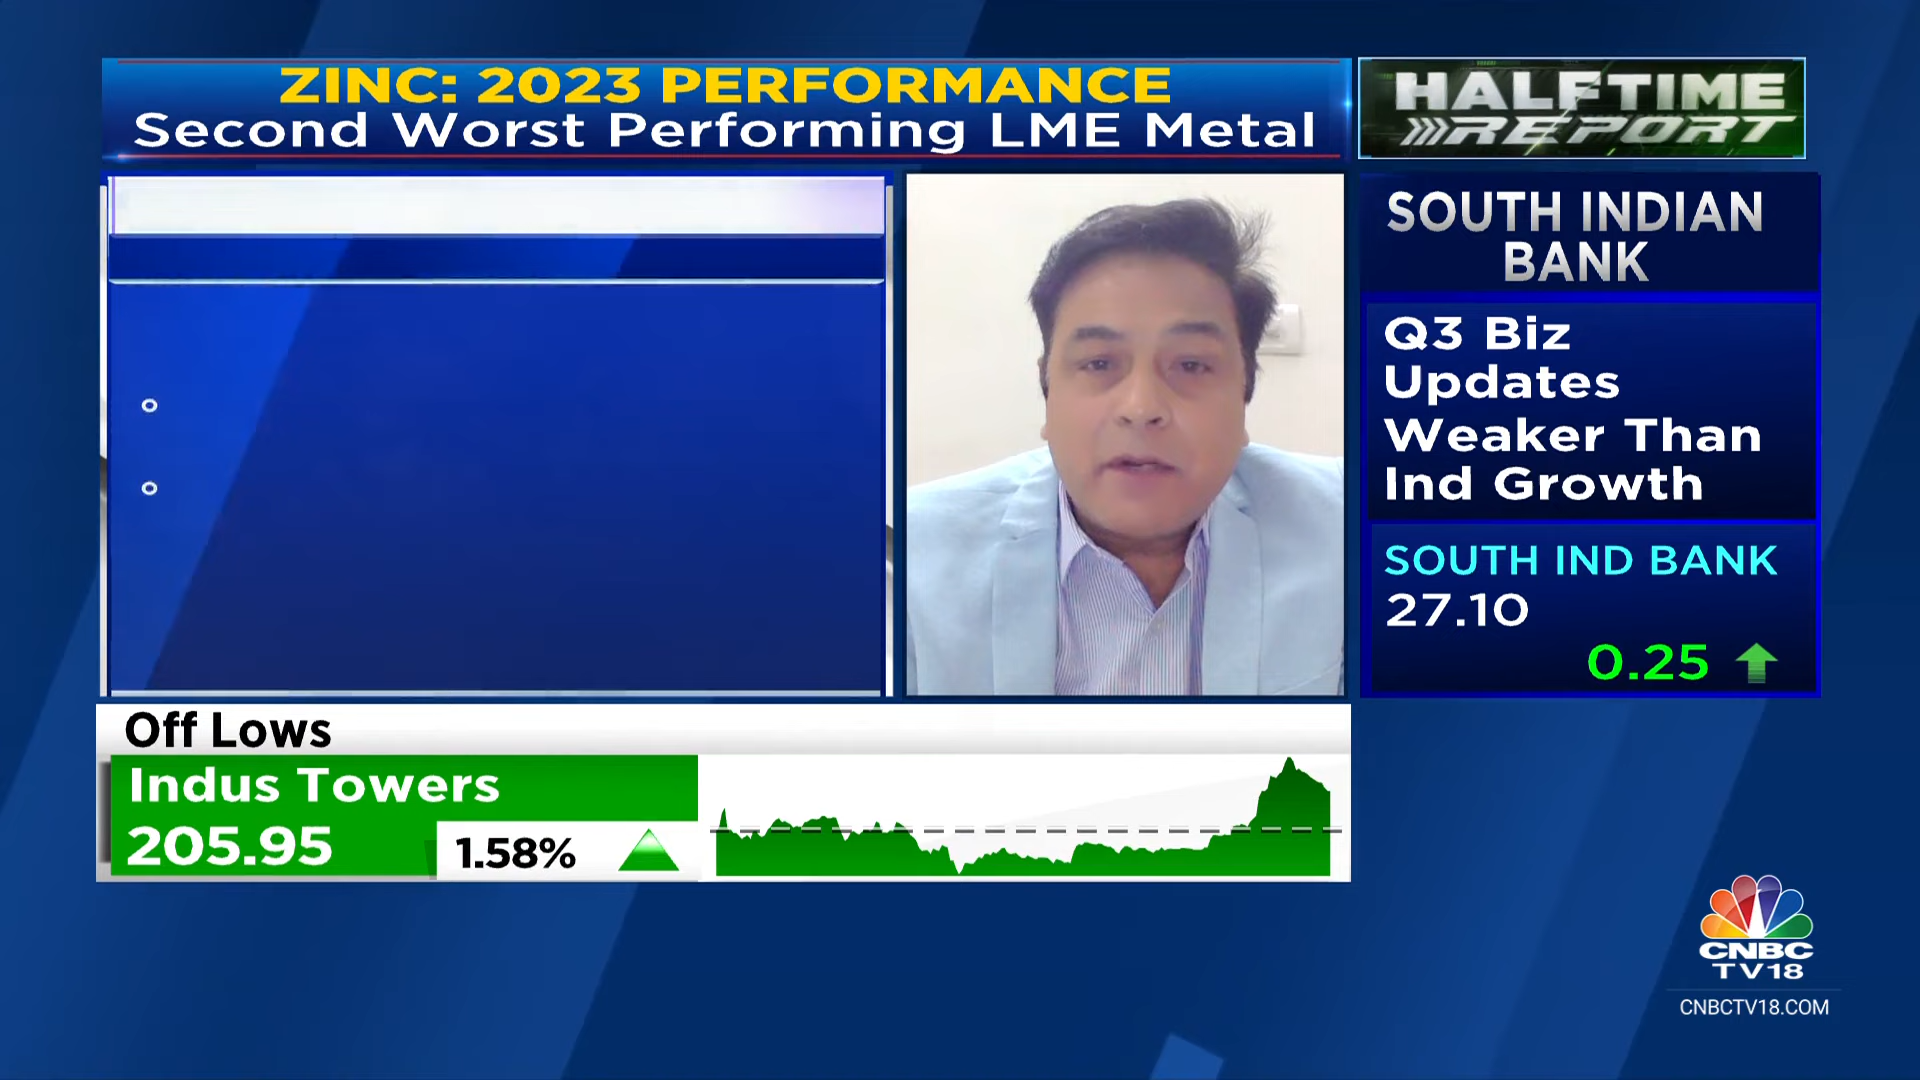 ZINC: 2023 PERFORMANCE
Second Worst Performing LME Metal
HALFTIME
REPORT
SOUTH INDIAN
BANK
Q3 Biz
Updates
Weaker Than
Ind Growth
SOUTH IND BANK
27.10
0.25
Off Lows
Indus Towers
205.95
1.58%
CNBC
TV18
CNBCTV18.COM